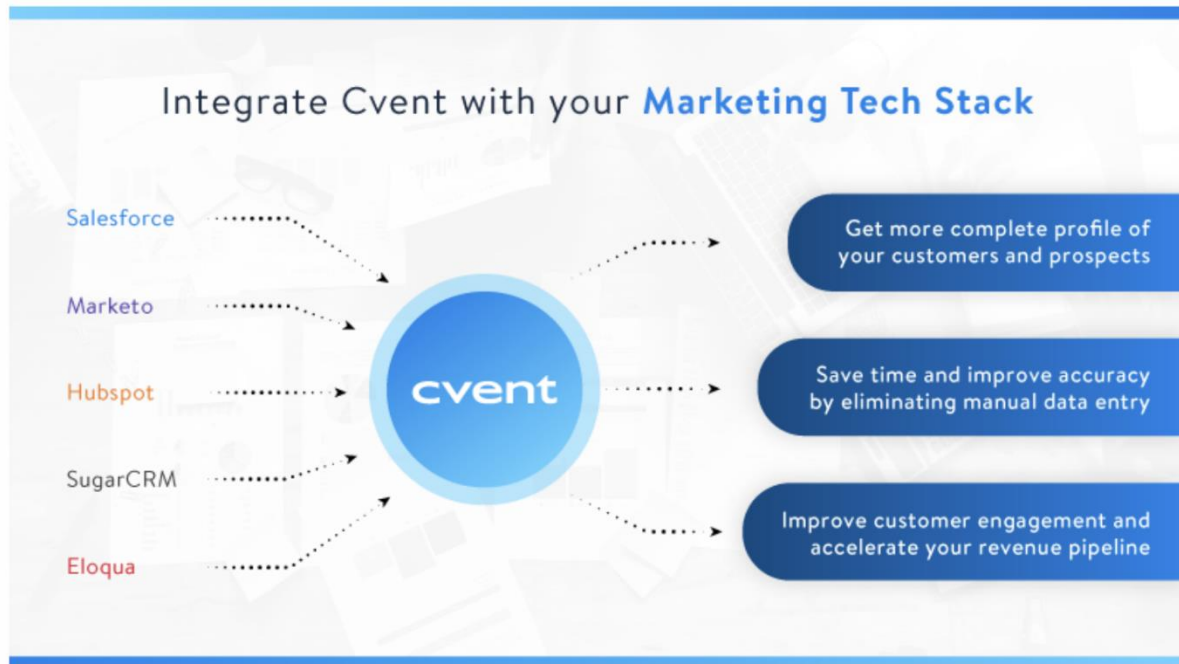 Integrate Cvent with your Marketing Tech Stack
Salesforce
Marketo
Hubspot
SugarCRM
Eloqua
cvent
Get more complete profile of
your customers and prospects
Save time and improve accuracy
by eliminating manual data entry
Improve customer engagement and
accelerate your revenue pipeline